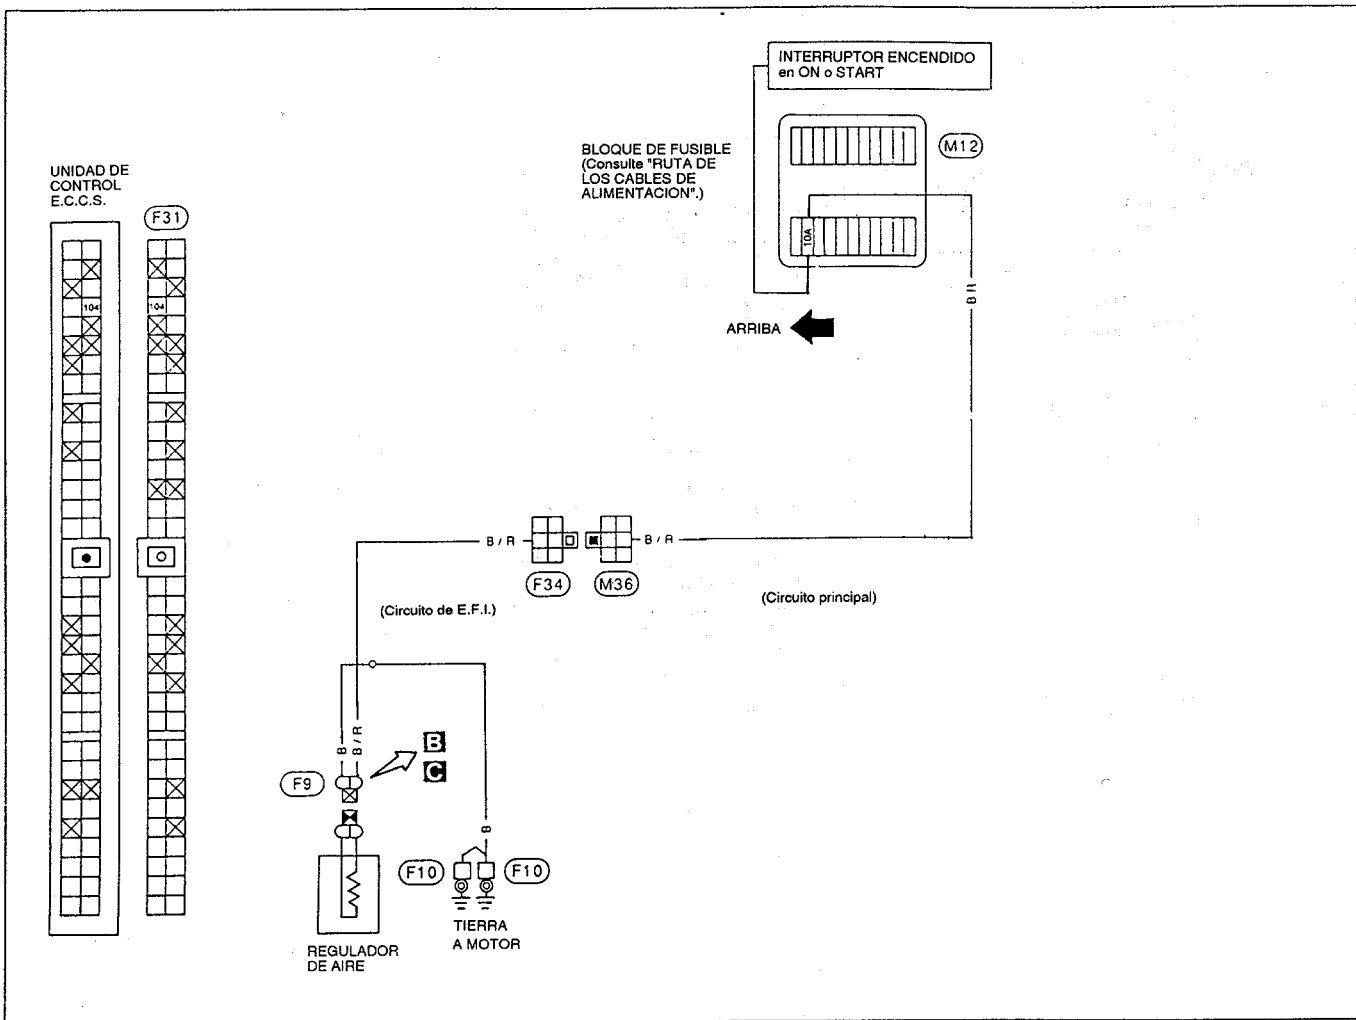 INTERRUPTOR ENCENDIDO
en ON o START
BLOQUE DE FUSIBLE
(Consulte "RUTA DE
LOS CABLES DE
ALIMENTACION".)
M12
10A
B R
ARRIBA
UNIDAD DE
CONTROL
E.C.C.S.
F31
104
104
B / R
F34
M36
B / R
(Circuito de E.F.I.)
(Circuito principal)
B
B / R
B
C
F9
B
F10
F10
TIERRA
A MOTOR
REGULADOR
DE AIRE